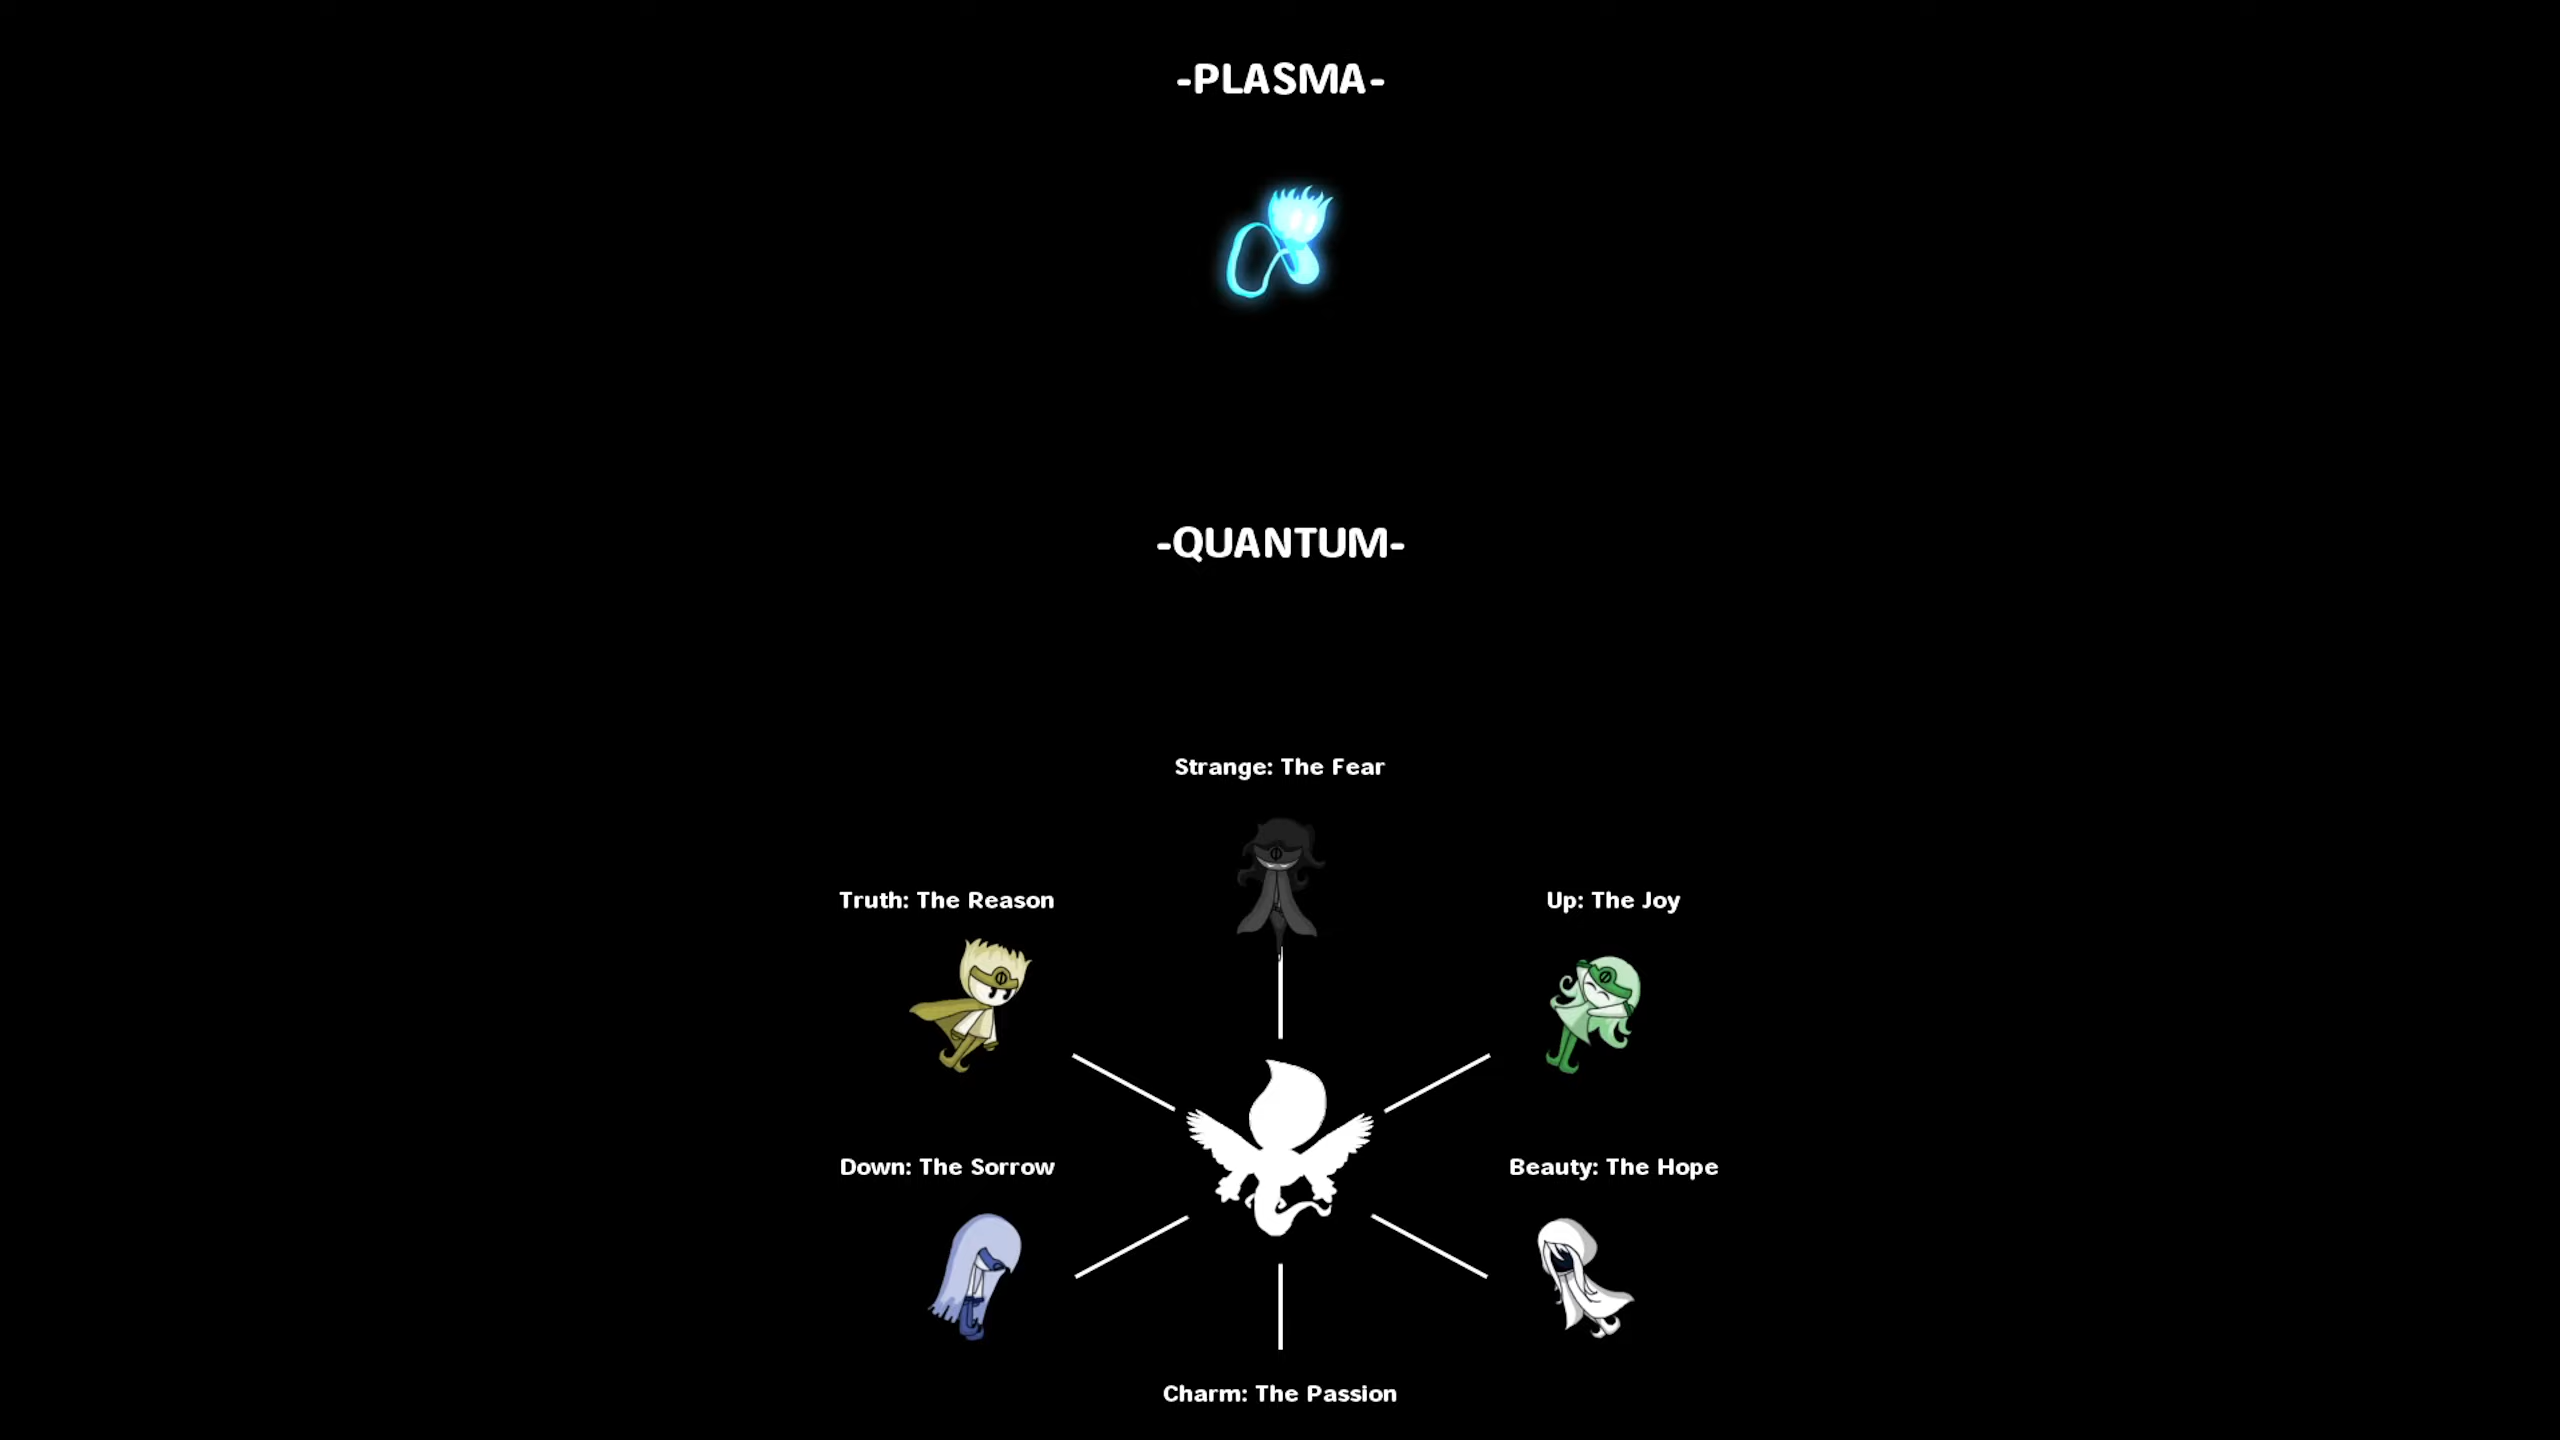 -PLASMA-
-QUANTUM-
Strange: The Fear
Truth: The Reason
Up: The Joy
Down: The Sorrow
Beauty: The Hope
Charm: The Passion